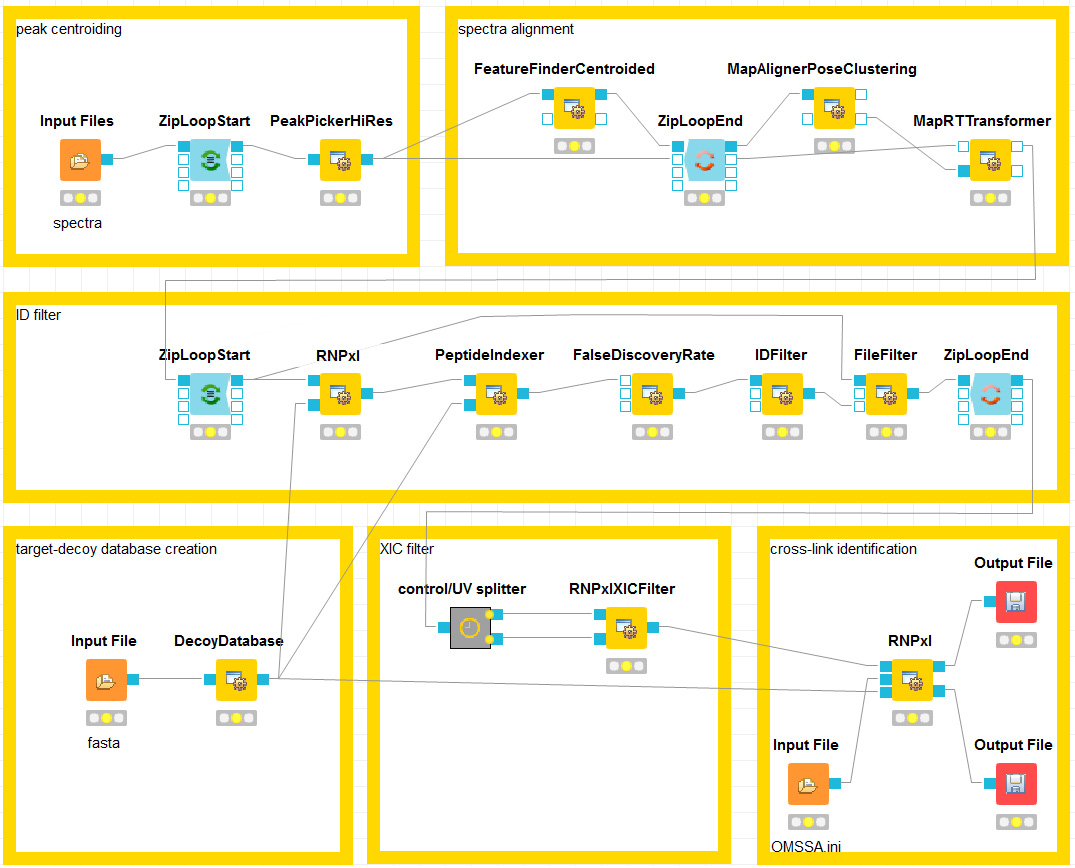 peak centroiding
Input Files
ZipLoopStart
PeakPickerHiRes
spectra
spectra alignment
FeatureFinderCentroided
ZipLoopEnd
MapAlignerPoseClustering
MapRTTransformer
ID filter
ZipLoopStart
RNPxl
PeptideIndexer
FalseDiscoveryRate
IDFilter
FileFilter
ZipLoopEnd
target-decoy database creation
Input File
DecoyDatabase
fasta
XIC filter
control/UV splitter
RNPxlXICFilter
cross-link identification
Output File
RNPxl
Input File
Output File
OMSSA.ini